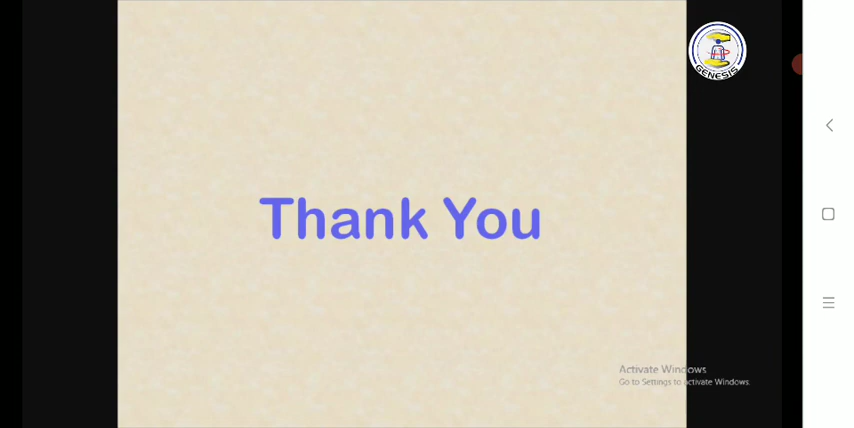 GENESIS
Thank You
Activate Windows
Go to Settings to activate Windows.